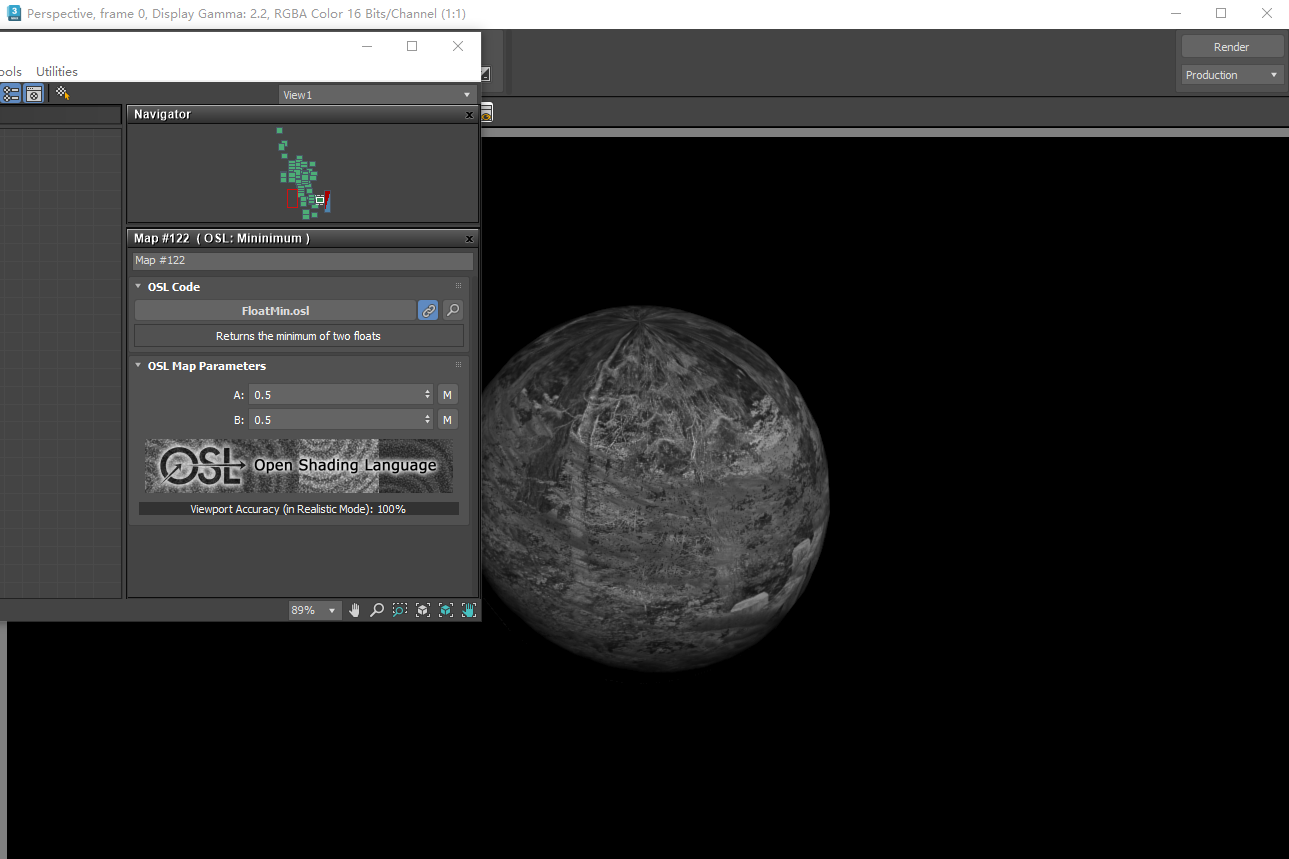 Perspective, frame 0, Display Gamma: 2.2, RGBA Color 16 Bits/Channel (1:1)
Render
Production
ools Utilities
View1
Navigator
Map #122 ( OSL: Mininimum )
Map #122
OSL Code
FloatMin.osl
Returns the minimum of two floats
OSL Map Parameters
A: 0.5 M
B: 0.5 M
OSL Open Shading Language
Viewport Accuracy (in Realistic Mode): 100%
89%